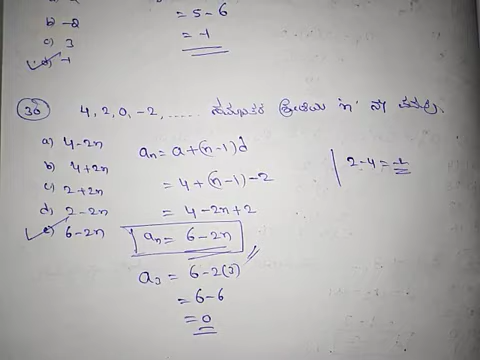 b) -2
= 5-6
c) 3
= -1
d) -1
36) 4, 2, 0, -2, ...... ಸಮಾಂತರ ಶ್ರೇಢಿಯ 'n' ನೇ ಪದವು.
a) 4-2n
an = a+(n-1)d
b) 4+2n
= 4+(n-1)-2
2-4=-2
c) 2+2n
d) 2-2n
= 4-2n+2
e) 6-2n
an = 6-2n
a3 = 6-2(3)
= 6-6
= 0